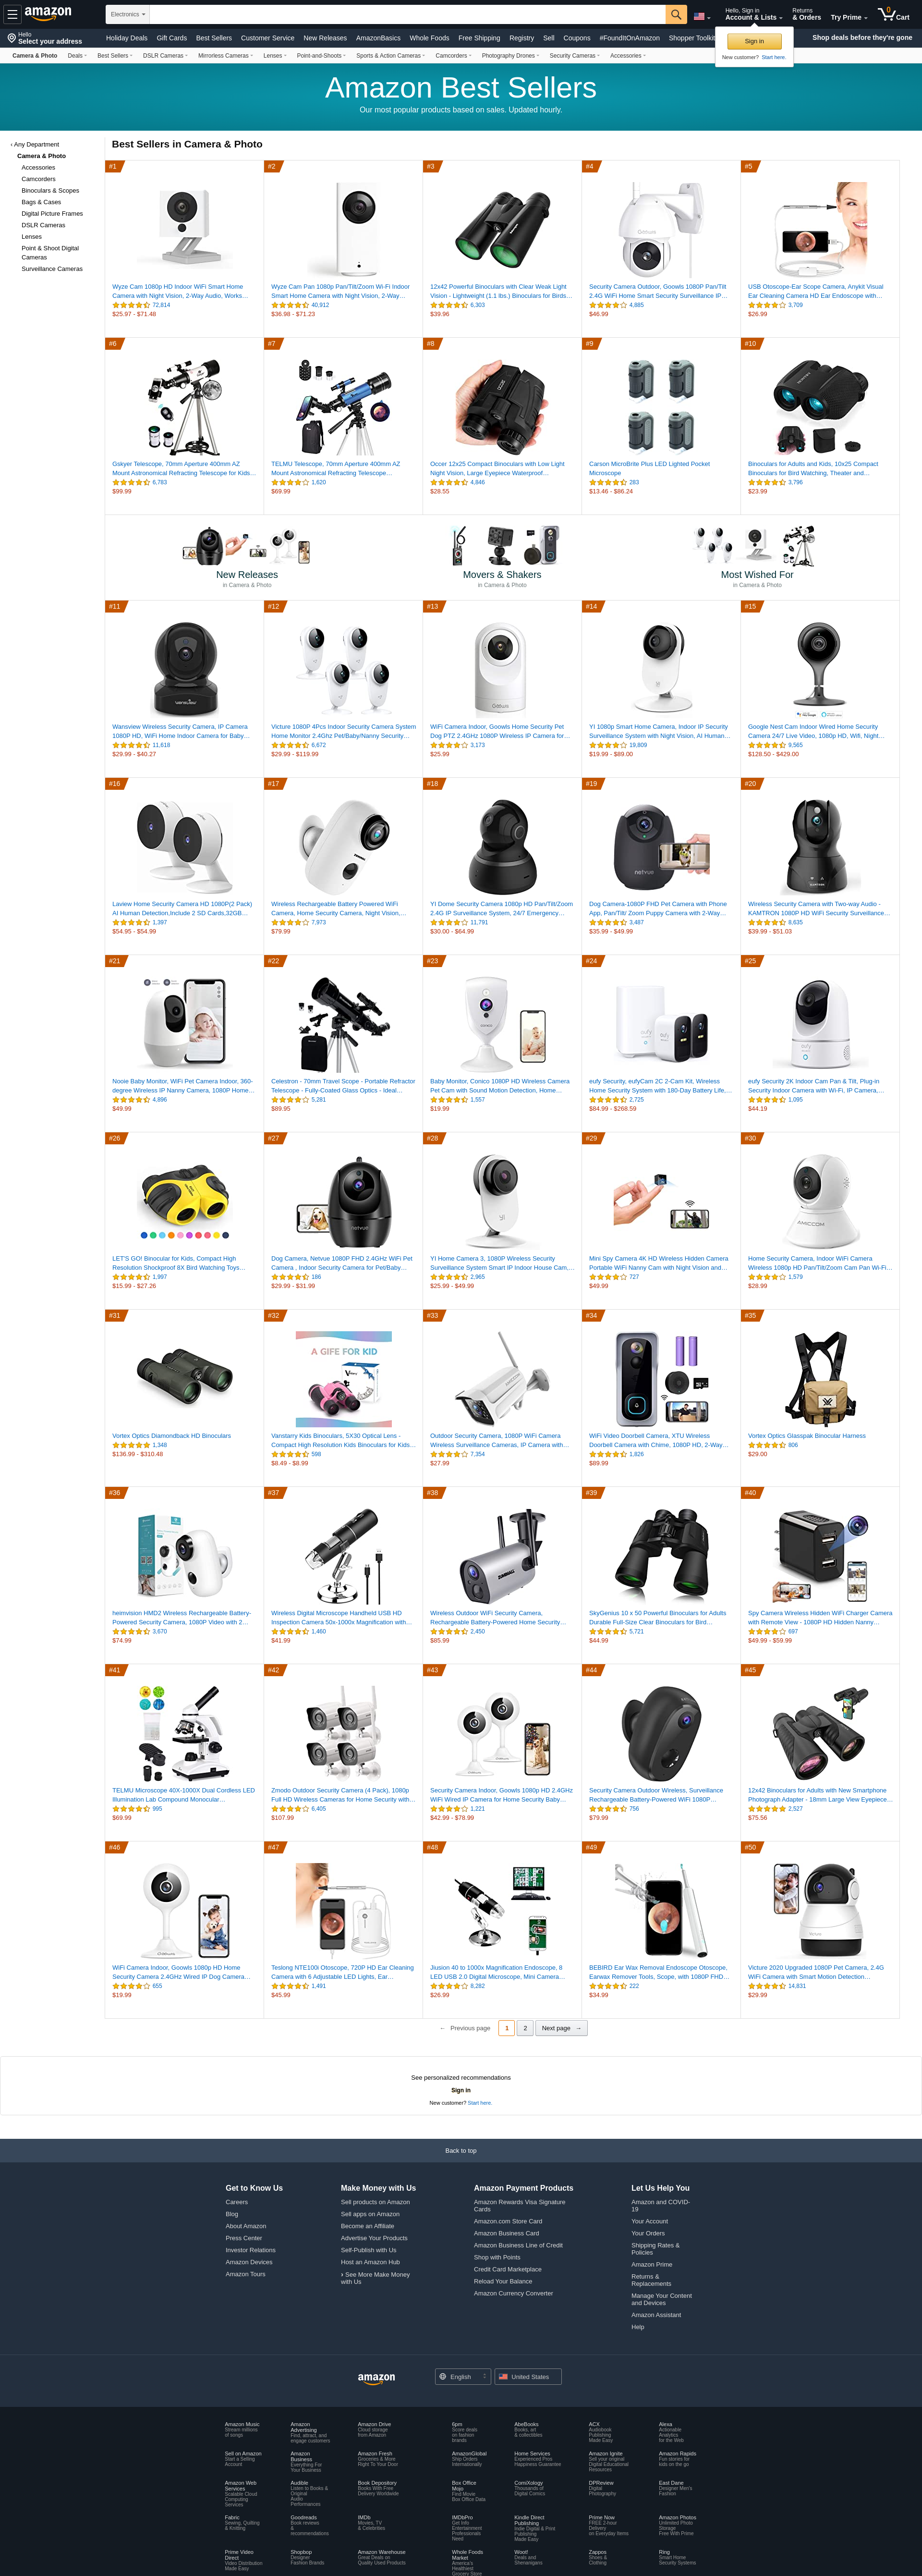 amazon
Electronics
Hello, Sign in
Account & Lists
Returns
& Orders
Try Prime
0
Cart
Hello
Select your address
Holiday Deals
Gift Cards
Best Sellers
Customer Service
New Releases
AmazonBasics
Whole Foods
Free Shipping
Registry
Sell
Coupons
#FoundItOnAmazon
Shopper Toolkit
Shop deals before they're gone
Sign in
New customer? Start here.
Camera & Photo
Deals
Best Sellers
DSLR Cameras
Mirrorless Cameras
Lenses
Point-and-Shoots
Sports & Action Cameras
Camcorders
Photography Drones
Security Cameras
Accessories
Amazon Best Sellers
Our most popular products based on sales. Updated hourly.
‹ Any Department
Camera & Photo
Accessories
Camcorders
Binoculars & Scopes
Bags & Cases
Digital Picture Frames
DSLR Cameras
Lenses
Point & Shoot Digital
Cameras
Surveillance Cameras
Best Sellers in Camera & Photo
#1
Wyze Cam 1080p HD Indoor WiFi Smart Home
Camera with Night Vision, 2-Way Audio, Works…
72,814
$25.97 - $71.48
#2
Wyze Cam Pan 1080p Pan/Tilt/Zoom Wi-Fi Indoor
Smart Home Camera with Night Vision, 2-Way…
40,912
$36.98 - $71.23
#3
12x42 Powerful Binoculars with Clear Weak Light
Vision - Lightweight (1.1 lbs.) Binoculars for Birds…
6,303
$39.96
#4
Security Camera Outdoor, Goowls 1080P Pan/Tilt
2.4G WiFi Home Smart Security Surveillance IP…
4,885
$46.99
#5
USB Otoscope-Ear Scope Camera, Anykit Visual
Ear Cleaning Camera HD Ear Endoscope with…
3,709
$26.99
#6
Gskyer Telescope, 70mm Aperture 400mm AZ
Mount Astronomical Refracting Telescope for Kids…
6,783
$99.99
#7
TELMU Telescope, 70mm Aperture 400mm AZ
Mount Astronomical Refracting Telescope…
1,620
$69.99
#8
Occer 12x25 Compact Binoculars with Low Light
Night Vision, Large Eyepiece Waterproof…
4,846
$28.55
#9
Carson MicroBrite Plus LED Lighted Pocket
Microscope
283
$13.46 - $86.24
#10
Binoculars for Adults and Kids, 10x25 Compact
Binoculars for Bird Watching, Theater and…
3,796
$23.99
New Releases
in Camera & Photo
Movers & Shakers
in Camera & Photo
Most Wished For
in Camera & Photo
#11
Wansview Wireless Security Camera, IP Camera
1080P HD, WiFi Home Indoor Camera for Baby…
11,618
$29.99 - $40.27
#12
Victure 1080P 4Pcs Indoor Security Camera System
Home Monitor 2.4Ghz Pet/Baby/Nanny Security…
6,672
$29.99 - $119.99
#13
WiFi Camera Indoor, Goowls Home Security Pet
Dog PTZ 2.4GHz 1080P Wireless IP Camera for…
3,173
$25.99
#14
YI 1080p Smart Home Camera, Indoor IP Security
Surveillance System with Night Vision, AI Human…
19,809
$19.99 - $89.00
#15
Google Nest Cam Indoor Wired Home Security
Camera 24/7 Live Video, 1080p HD, Wifi, Night…
9,565
$128.50 - $429.00
#16
Laview Home Security Camera HD 1080P(2 Pack)
AI Human Detection,Include 2 SD Cards,32GB…
1,397
$54.95 - $54.99
#17
Wireless Rechargeable Battery Powered WiFi
Camera, Home Security Camera, Night Vision,…
7,973
$79.99
#18
YI Dome Security Camera 1080p HD Pan/Tilt/Zoom
2.4G IP Surveillance System, 24/7 Emergency…
11,791
$30.00 - $64.99
#19
Dog Camera-1080P FHD Pet Camera with Phone
App, Pan/Tilt/ Zoom Puppy Camera with 2-Way…
3,487
$35.99 - $49.99
#20
Wireless Security Camera with Two-way Audio -
KAMTRON 1080P HD WiFi Security Surveillance…
8,635
$39.99 - $51.03
#21
Nooie Baby Monitor, WiFi Pet Camera Indoor, 360-
degree Wireless IP Nanny Camera, 1080P Home…
4,896
$49.99
#22
Celestron - 70mm Travel Scope - Portable Refractor
Telescope - Fully-Coated Glass Optics - Ideal…
5,281
$89.95
#23
Baby Monitor, Conico 1080P HD Wireless Camera
Pet Cam with Sound Motion Detection, Home…
1,557
$19.99
#24
eufy Security, eufyCam 2C 2-Cam Kit, Wireless
Home Security System with 180-Day Battery Life,…
2,725
$84.99 - $268.59
#25
eufy Security 2K Indoor Cam Pan & Tilt, Plug-in
Security Indoor Camera with Wi-Fi, IP Camera,…
1,095
$44.19
#26
LET'S GO! Binocular for Kids, Compact High
Resolution Shockproof 8X Bird Watching Toys…
1,997
$15.99 - $27.26
#27
Dog Camera, Netvue 1080P FHD 2.4GHz WiFi Pet
Camera , Indoor Security Camera for Pet/Baby…
186
$29.99 - $31.99
#28
YI Home Camera 3, 1080P Wireless Security
Surveillance System Smart IP Indoor House Cam,…
2,965
$25.99 - $49.99
#29
Mini Spy Camera 4K HD Wireless Hidden Camera
Portable WiFi Nanny Cam with Night Vision and…
727
$49.99
#30
Home Security Camera, Indoor WiFi Camera
Wireless 1080p HD Pan/Tilt/Zoom Cam Pan Wi-Fi…
1,579
$28.99
#31
Vortex Optics Diamondback HD Binoculars
1,348
$136.99 - $310.48
#32
A GIFE FOR KID
Vanstarry Kids Binoculars, 5X30 Optical Lens -
Compact High Resolution Kids Binoculars for Kids…
598
$8.49 - $8.99
#33
Outdoor Security Camera, 1080P WiFi Camera
Wireless Surveillance Cameras, IP Camera with…
7,354
$27.99
#34
WiFi Video Doorbell Camera, XTU Wireless
Doorbell Camera with Chime, 1080P HD, 2-Way…
1,826
$89.99
#35
Vortex Optics Glasspak Binocular Harness
806
$29.00
#36
heimvision HMD2 Wireless Rechargeable Battery-
Powered Security Camera, 1080P Video with 2…
3,670
$74.99
#37
Wireless Digital Microscope Handheld USB HD
Inspection Camera 50x-1000x Magnification with…
1,460
$41.99
#38
Wireless Outdoor WiFi Security Camera,
Rechargeable Battery-Powered Home Security…
2,450
$85.99
#39
SkyGenius 10 x 50 Powerful Binoculars for Adults
Durable Full-Size Clear Binoculars for Bird…
5,721
$44.99
#40
Spy Camera Wireless Hidden WiFi Charger Camera
with Remote View - 1080P HD Hidden Nanny…
697
$49.99 - $59.99
#41
TELMU Microscope 40X-1000X Dual Cordless LED
Illumination Lab Compound Monocular…
995
$69.99
#42
Zmodo Outdoor Security Camera (4 Pack), 1080p
Full HD Wireless Cameras for Home Security with…
6,405
$107.99
#43
Security Camera Indoor, Goowls 1080p HD 2.4GHz
WiFi Wired IP Camera for Home Security Baby…
1,221
$42.99 - $78.99
#44
Security Camera Outdoor Wireless, Surveillance
Rechargeable Battery-Powered WiFi 1080P…
756
$79.99
#45
12x42 Binoculars for Adults with New Smartphone
Photograph Adapter - 18mm Large View Eyepiece…
2,527
$75.56
#46
WiFi Camera Indoor, Goowls 1080p HD Home
Security Camera 2.4GHz Wired IP Dog Camera…
655
$19.99
#47
Teslong NTE100i Otoscope, 720P HD Ear Cleaning
Camera with 6 Adjustable LED Lights, Ear…
1,491
$45.99
#48
Jiusion 40 to 1000x Magnification Endoscope, 8
LED USB 2.0 Digital Microscope, Mini Camera…
8,282
$26.99
#49
BEBIRD Ear Wax Removal Endoscope Otoscope,
Earwax Remover Tools, Scope, with 1080P FHD…
222
$34.99
#50
Victure 2020 Upgraded 1080P Pet Camera, 2.4G
WiFi Camera with Smart Motion Detection…
14,831
$29.99
← Previous page
1
2
Next page →
See personalized recommendations
Sign in
New customer? Start here.
Back to top
Get to Know Us
Careers
Blog
About Amazon
Press Center
Investor Relations
Amazon Devices
Amazon Tours
Make Money with Us
Sell products on Amazon
Sell apps on Amazon
Become an Affiliate
Advertise Your Products
Self-Publish with Us
Host an Amazon Hub
› See More Make Money
with Us
Amazon Payment Products
Amazon Rewards Visa Signature
Cards
Amazon.com Store Card
Amazon Business Card
Amazon Business Line of Credit
Shop with Points
Credit Card Marketplace
Reload Your Balance
Amazon Currency Converter
Let Us Help You
Amazon and COVID-
19
Your Account
Your Orders
Shipping Rates &
Policies
Amazon Prime
Returns &
Replacements
Manage Your Content
and Devices
Amazon Assistant
Help
amazon
English
United States
Amazon Music
Stream millions
of songs
Amazon
Advertising
Find, attract, and
engage customers
Amazon Drive
Cloud storage
from Amazon
6pm
Score deals
on fashion
brands
AbeBooks
Books, art
& collectibles
ACX
Audiobook
Publishing
Made Easy
Alexa
Actionable
Analytics
for the Web
Sell on Amazon
Start a Selling
Account
Amazon
Business
Everything For
Your Business
Amazon Fresh
Groceries & More
Right To Your Door
AmazonGlobal
Ship Orders
Internationally
Home Services
Experienced Pros
Happiness Guarantee
Amazon Ignite
Sell your original
Digital Educational
Resources
Amazon Rapids
Fun stories for
kids on the go
Amazon Web
Services
Scalable Cloud
Computing
Services
Audible
Listen to Books &
Original
Audio
Performances
Book Depository
Books With Free
Delivery Worldwide
Box Office
Mojo
Find Movie
Box Office Data
ComiXology
Thousands of
Digital Comics
DPReview
Digital
Photography
East Dane
Designer Men's
Fashion
Fabric
Sewing, Quilting
& Knitting
Goodreads
Book reviews
&
recommendations
IMDb
Movies, TV
& Celebrities
IMDbPro
Get Info
Entertainment
Professionals
Need
Kindle Direct
Publishing
Indie Digital & Print
Publishing
Made Easy
Prime Now
FREE 2-hour
Delivery
on Everyday Items
Amazon Photos
Unlimited Photo
Storage
Free With Prime
Prime Video
Direct
Video Distribution
Made Easy
Shopbop
Designer
Fashion Brands
Amazon Warehouse
Great Deals on
Quality Used Products
Whole Foods
Market
America's
Healthiest
Grocery Store
Woot!
Deals and
Shenanigans
Zappos
Shoes &
Clothing
Ring
Smart Home
Security Systems